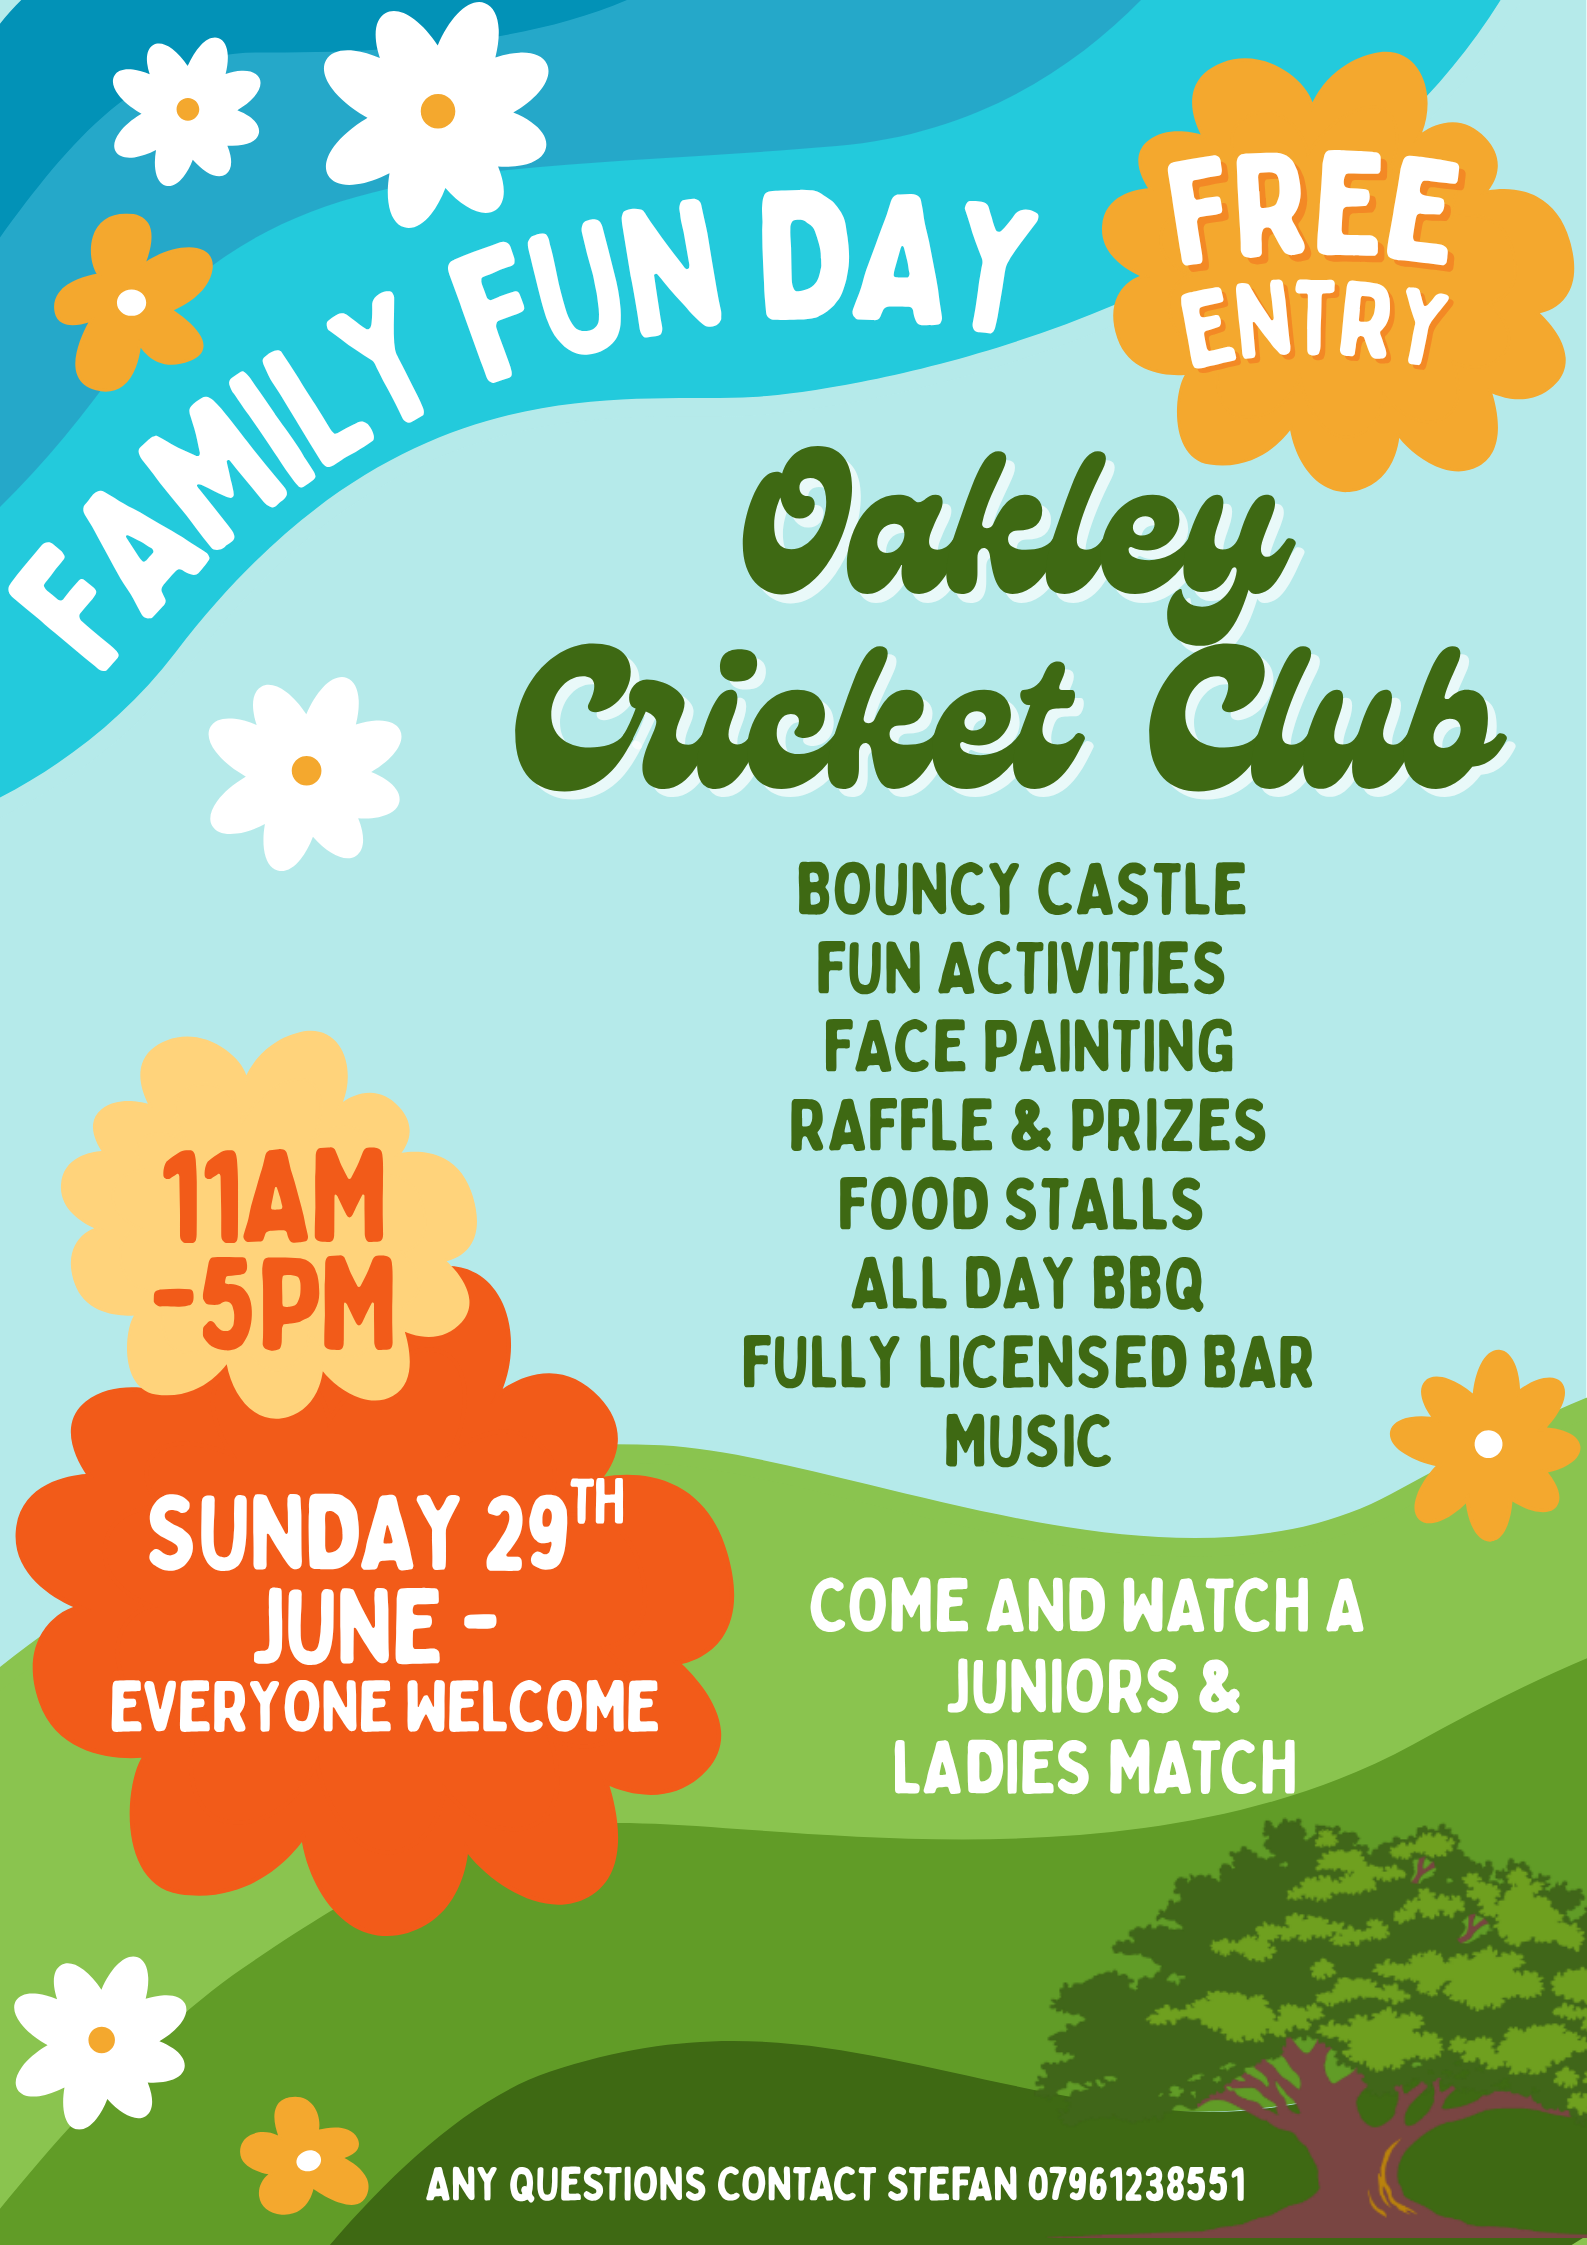 FAMILY FUN DAY
FREE
ENTRY
Oakley
Cricket Club
BOUNCY CASTLE
FUN ACTIVITIES
FACE PAINTING
RAFFLE & PRIZES
FOOD STALLS
ALL DAY BBQ
FULLY LICENSED BAR
MUSIC
11AM
-5PM
SUNDAY 29TH
JUNE -
EVERYONE WELCOME
COME AND WATCH A
JUNIORS &
LADIES MATCH
ANY QUESTIONS CONTACT STEFAN 07961238551